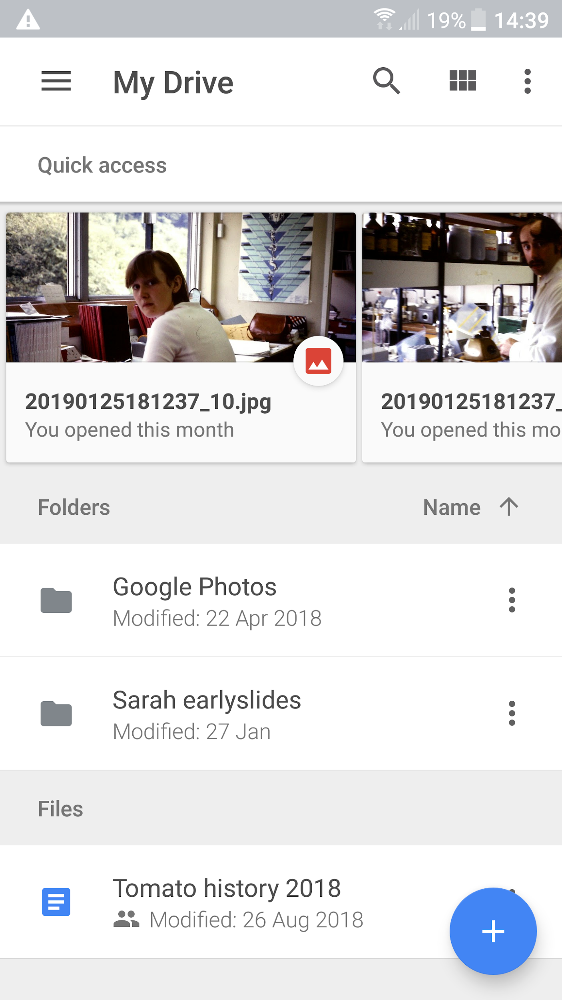 19% 14:39
My Drive
Quick access
20190125181237_10.jpg
You opened this month
20190125181237_
You opened this mo
Folders
Name
Google Photos
Modified: 22 Apr 2018
Sarah earlyslides
Modified: 27 Jan
Files
Tomato history 2018
Modified: 26 Aug 2018